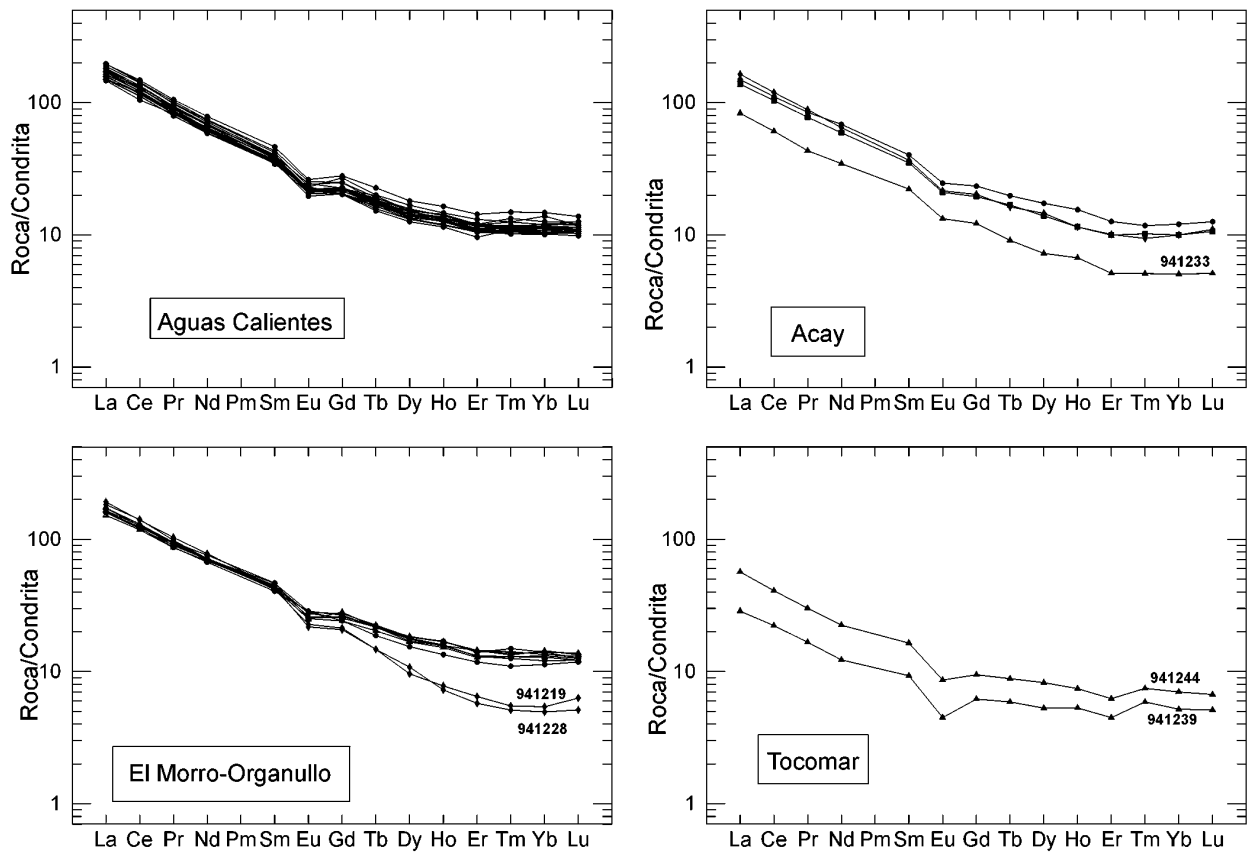 100
10
1
Roca/Condrita
Aguas Calientes
La Ce Pr Nd Pm Sm Eu Gd Tb Dy Ho Er Tm Yb Lu
100
10
1
Roca/Condrita
941233
Acay
La Ce Pr Nd Pm Sm Eu Gd Tb Dy Ho Er Tm Yb Lu
100
10
1
Roca/Condrita
941219
941228
El Morro-Organullo
La Ce Pr Nd Pm Sm Eu Gd Tb Dy Ho Er Tm Yb Lu
100
10
1
Roca/Condrita
941244
941239
Tocomar
La Ce Pr Nd Pm Sm Eu Gd Tb Dy Ho Er Tm Yb Lu